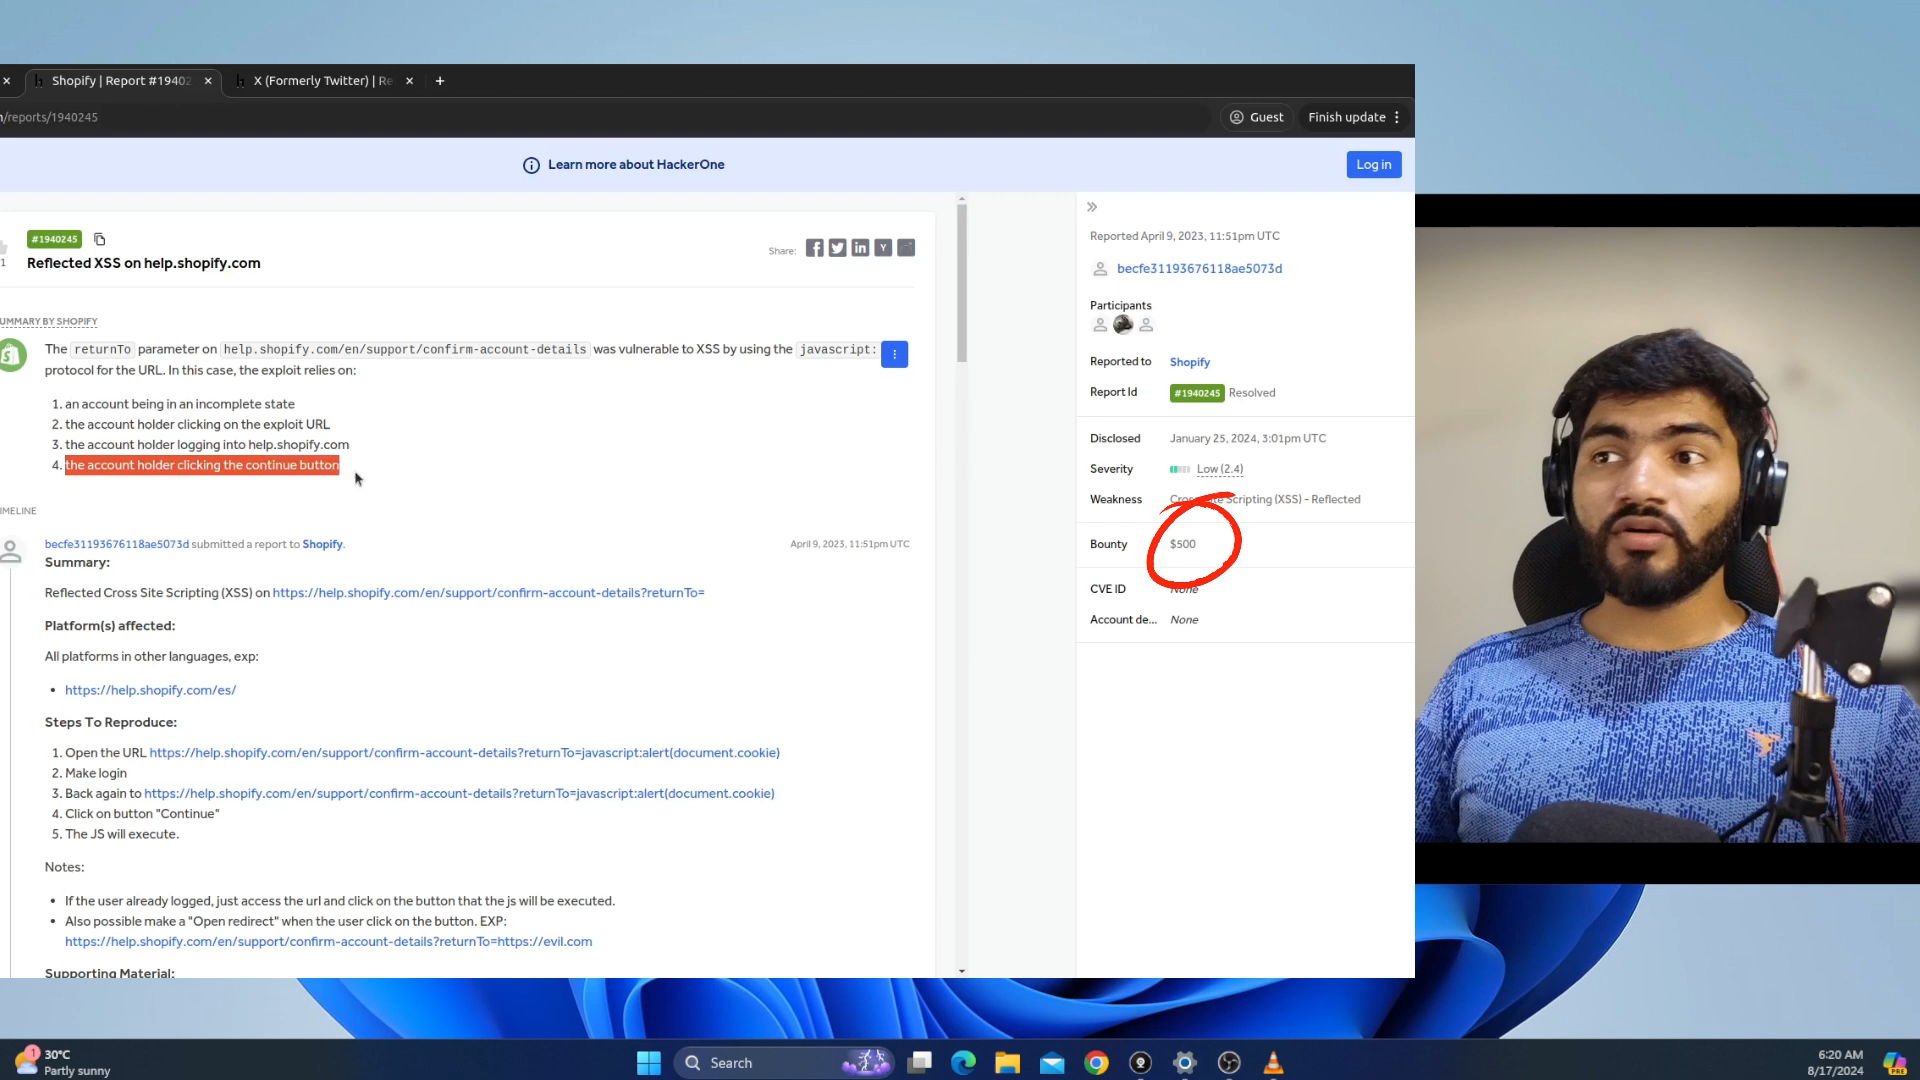 Shopify | Report #19402
X (Formerly Twitter) | Re
/reports/1940245
Guest
Finish update
Learn more about HackerOne
Log in
#1940245
Reflected XSS on help.shopify.com
Share:
1
UMMARY BY SHOPIFY
The returnTo parameter on help.shopify.com/en/support/confirm-account-details was vulnerable to XSS by using the javascript:
protocol for the URL. In this case, the exploit relies on:
1. an account being in an incomplete state
2. the account holder clicking on the exploit URL
3. the account holder logging into help.shopify.com
4. the account holder clicking the continue button
IMELINE
becfe31193676118ae5073d submitted a report to Shopify.
April 9, 2023, 11:51pm UTC
Summary:
Reflected Cross Site Scripting (XSS) on https://help.shopify.com/en/support/confirm-account-details?returnTo=
Platform(s) affected:
All platforms in other languages, exp:
• https://help.shopify.com/es/
Steps To Reproduce:
1. Open the URL https://help.shopify.com/en/support/confirm-account-details?returnTo=javascript:alert(document.cookie)
2. Make login
3. Back again to https://help.shopify.com/en/support/confirm-account-details?returnTo=javascript:alert(document.cookie)
4. Click on button "Continue"
5. The JS will execute.
Notes:
• If the user already logged, just access the url and click on the button that the js will be executed.
• Also possible make a "Open redirect" when the user click on the button. EXP:
https://help.shopify.com/en/support/confirm-account-details?returnTo=https://evil.com
Supporting Material:
Reported April 9, 2023, 11:51pm UTC
becfe31193676118ae5073d
Participants
Reported to Shopify
Report Id #1940245 Resolved
Disclosed January 25, 2024, 3:01pm UTC
Severity Low (2.4)
Weakness Cross-site Scripting (XSS) - Reflected
Bounty $500
CVE ID None
Account de... None
1
30°C
Partly sunny
Search
6:20 AM
8/17/2024
PRE